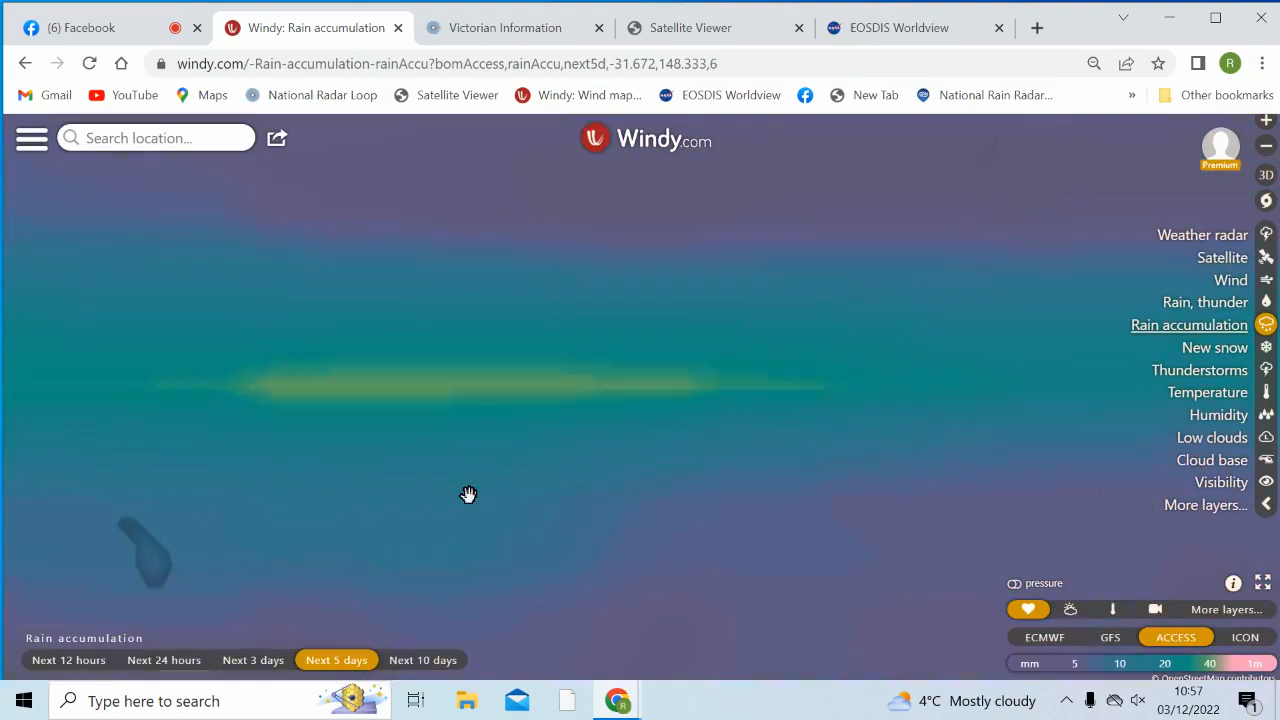 (6) Facebook
Windy: Rain accumulation
Victorian Information
Satellite Viewer
EOSDIS Worldview
windy.com/-Rain-accumulation-rainAccu?bomAccess,rainAccu,next5d,-31.672,148.333,6
R
Gmail
YouTube
Maps
National Radar Loop
Satellite Viewer
Windy: Wind map...
EOSDIS Worldview
New Tab
National Rain Radar...
»
Other bookmarks
Search location...
Windy.com
Premium
3D
Weather radar
Satellite
Wind
Rain, thunder
Rain accumulation
New snow
Thunderstorms
Temperature
Humidity
Low clouds
Cloud base
Visibility
More layers...
pressure
More layers...
Rain accumulation
Next 12 hours Next 24 hours Next 3 days Next 5 days Next 10 days
ECMWF GFS ACCESS ICON
mm 5 10 20 40 1m
© OpenStreetMap contributors
Type here to search
4°C Mostly cloudy
10:57
03/12/2022
1